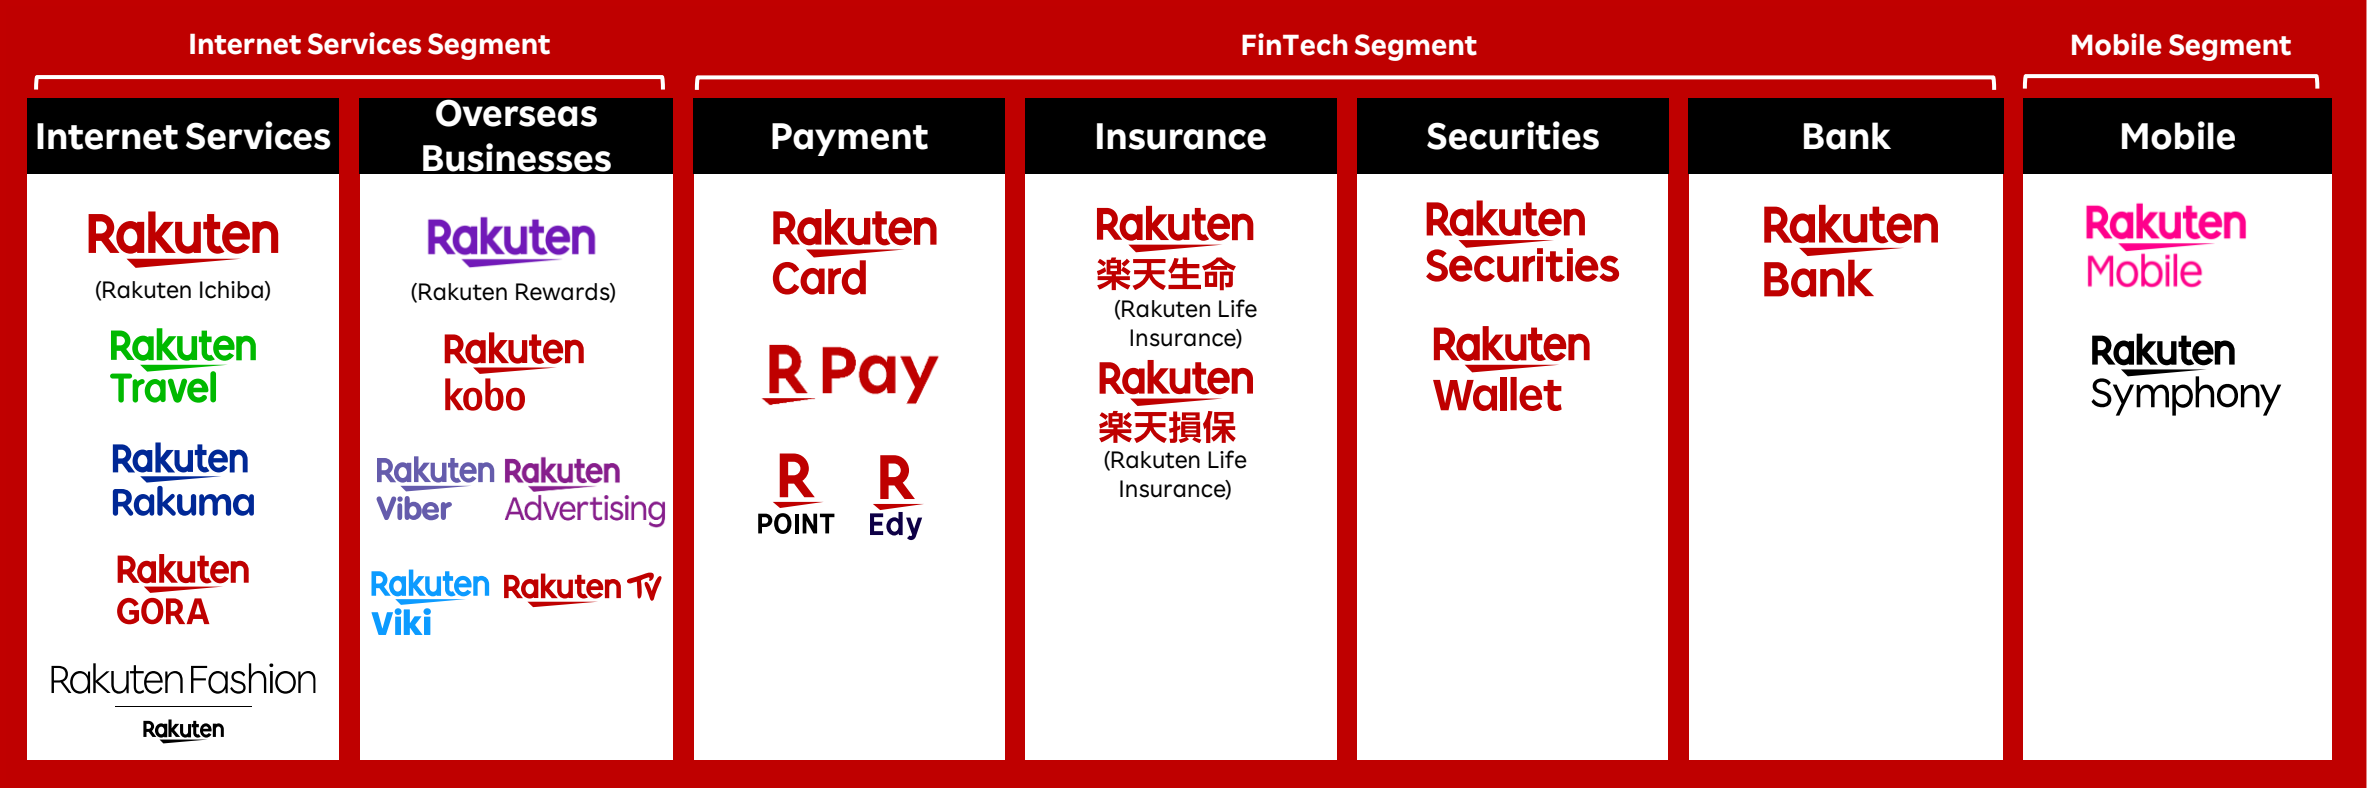 Internet Services Segment
FinTech Segment
Mobile Segment
Internet Services
Rakuten
(Rakuten Ichiba)
Rakuten
Travel
Rakuten
Rakuma
Rakuten
GORA
Rakuten Fashion
Rakuten
Overseas
Businesses
Rakuten
(Rakuten Rewards)
Rakuten
kobo
Rakuten
Viber
Rakuten
Advertising
Rakuten
Viki
Rakuten TV
Payment
Rakuten
Card
R Pay
R
POINT
R
Edy
Insurance
Rakuten
楽天生命
(Rakuten Life
Insurance)
Rakuten
楽天損保
(Rakuten Life
Insurance)
Securities
Rakuten
Securities
Rakuten
Wallet
Bank
Rakuten
Bank
Mobile
Rakuten
Mobile
Rakuten
Symphony